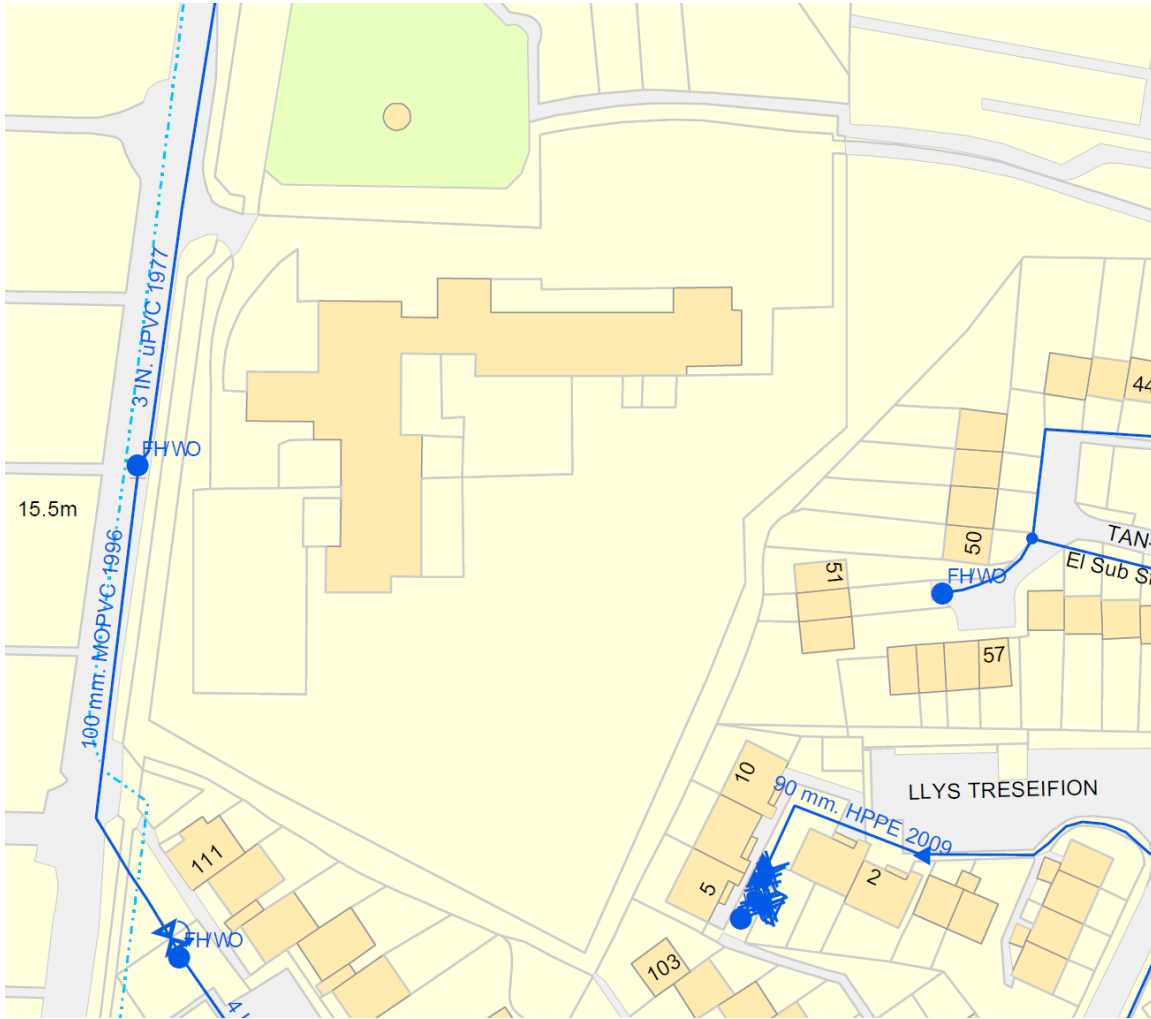 3 IN. uPVC 1977
44
FH/WO
15.5m
50
TAN-
El Sub St
100 mm. MOPVC 1996
51
FH/WO
57
10
LLYS TRESEIFION
90 mm. HPPE 2009
111
5
2
FH/WO
103
4